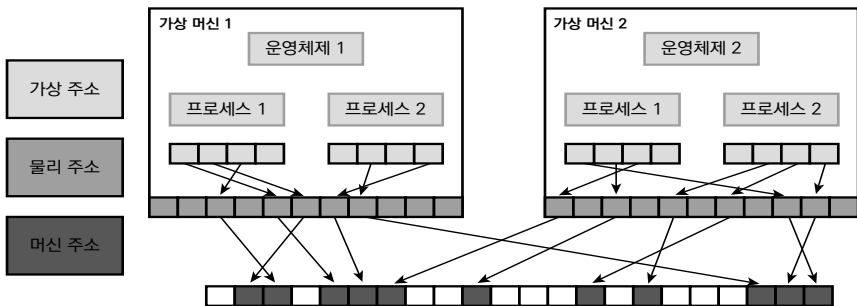 가상 머신 1
운영체제 1
프로세스 1
프로세스 2
가상 머신 2
운영체제 2
프로세스 1
프로세스 2
가상 주소
물리 주소
머신 주소